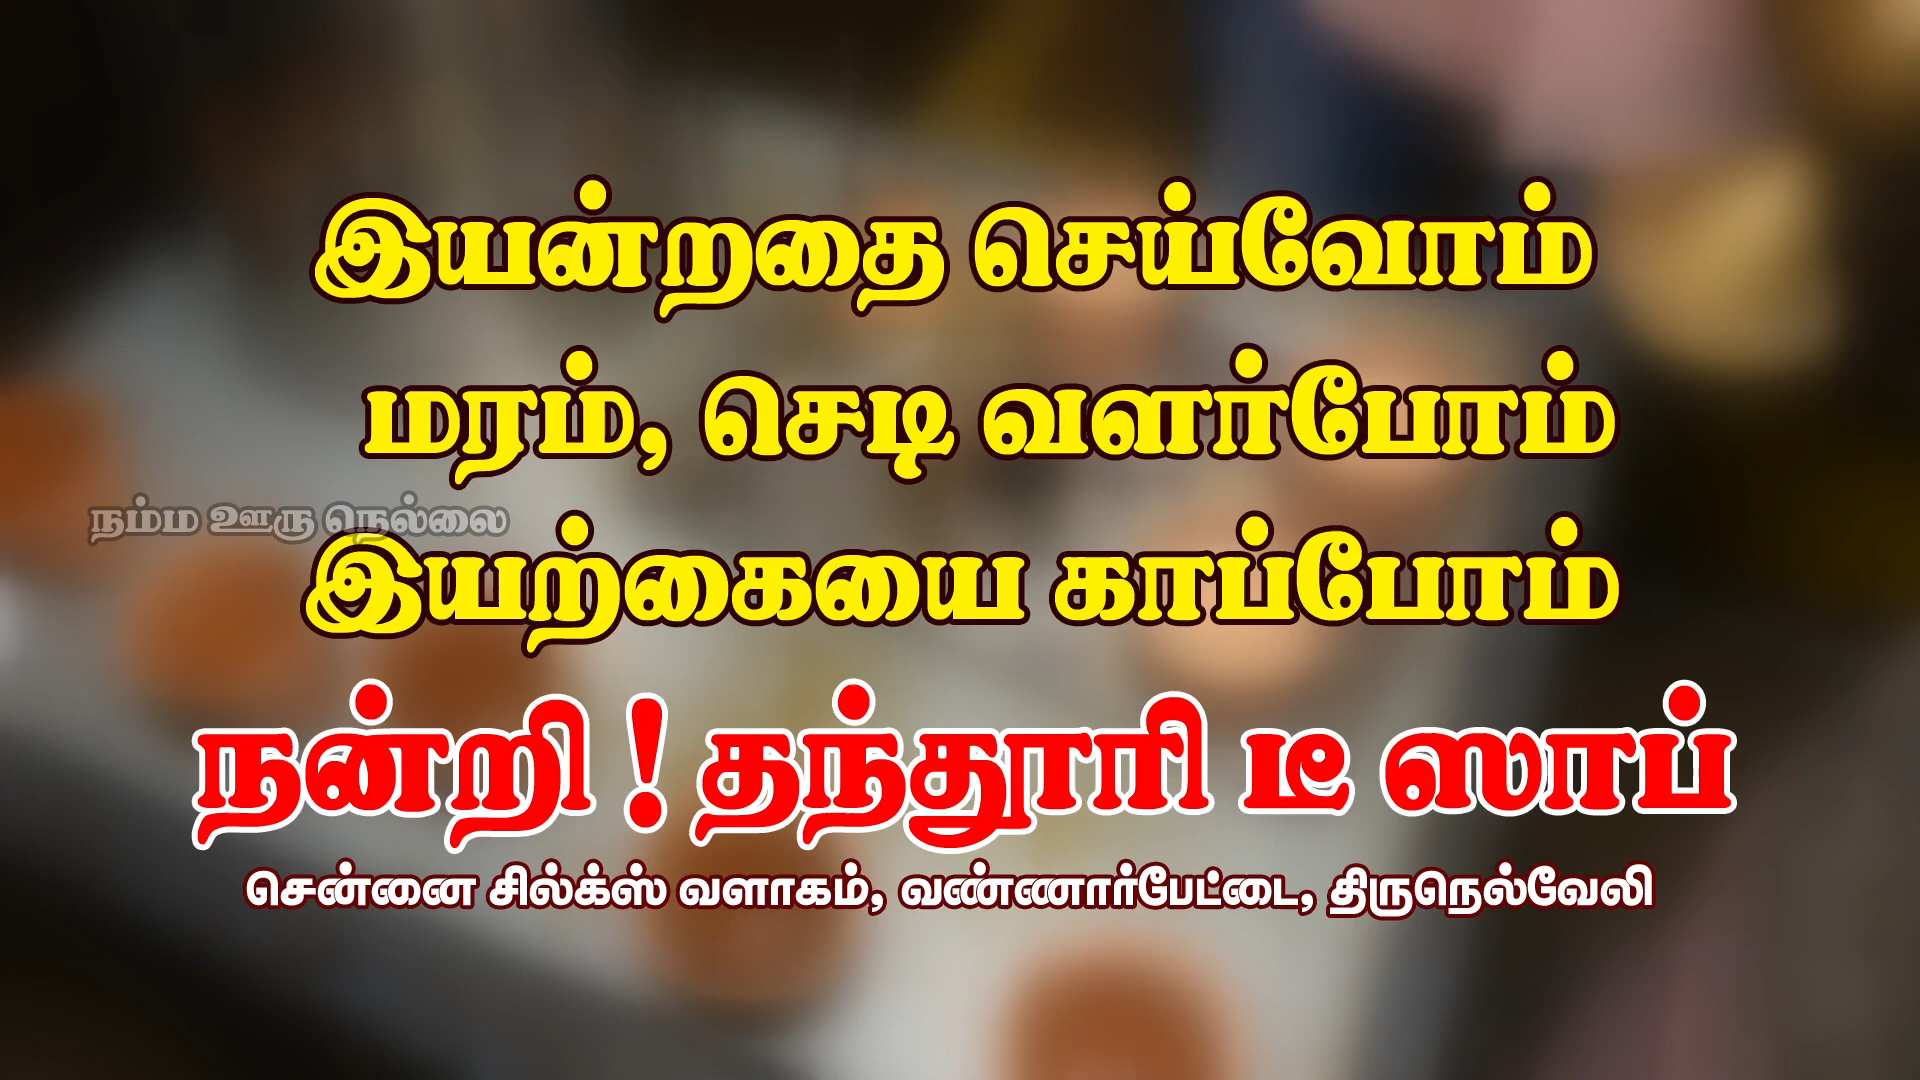 இயன்றதை செய்வோம்
மரம், செடி வளர்போம்
நம்ம ஊரு நெல்லை
இயற்கையை காப்போம்
நன்றி ! தந்தூரி டீ ஸாப்
சென்னை சில்க்ஸ் வளாகம், வண்ணார்பேட்டை, திருநெல்வேலி